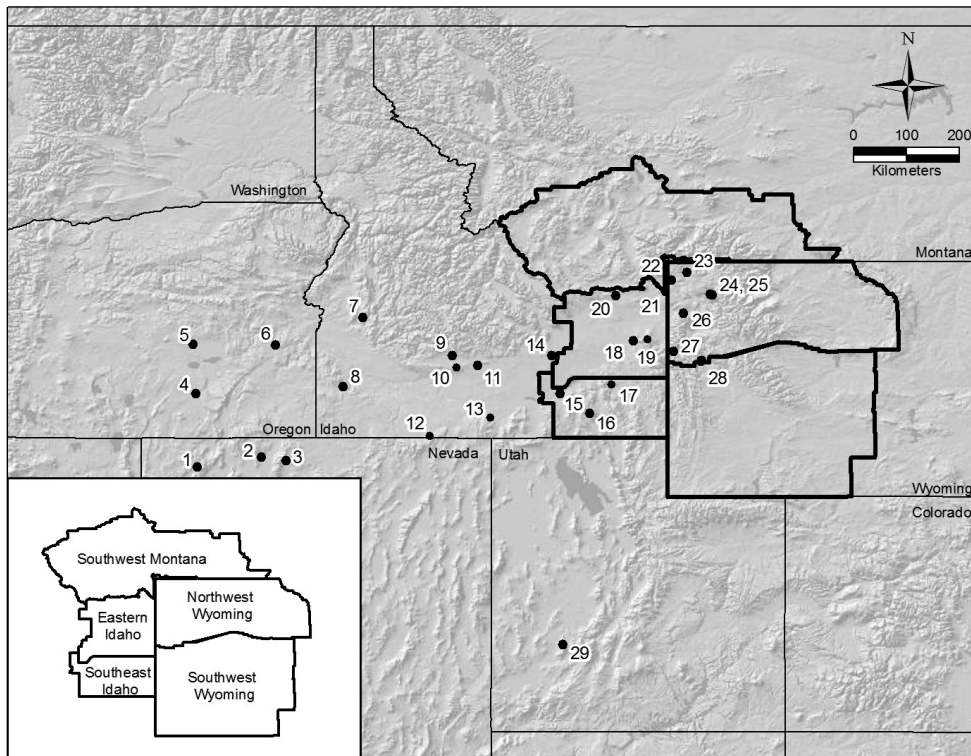 N
0 100 200
Kilometers
Washington
Montana
22 23
24, 25
20 21
26
7
5 6
9
14
18 19
27
10 11
28
4
8
15
17
16
13
12
Oregon Idaho
Nevada Utah
2 3
1
Wyoming
Colorado
Southwest Montana
Northwest
Wyoming
Eastern
Idaho
Southeast
Idaho
Southwest
Wyoming
29